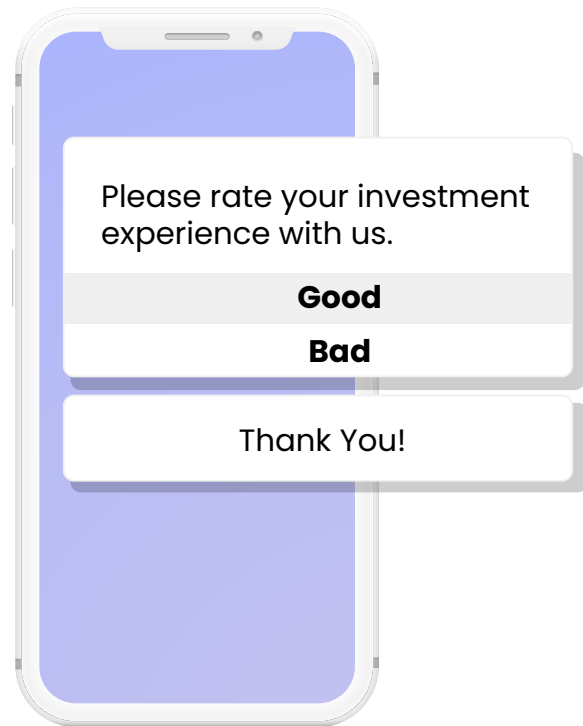 Please rate your investment
experience with us.
Good
Bad
Thank You!